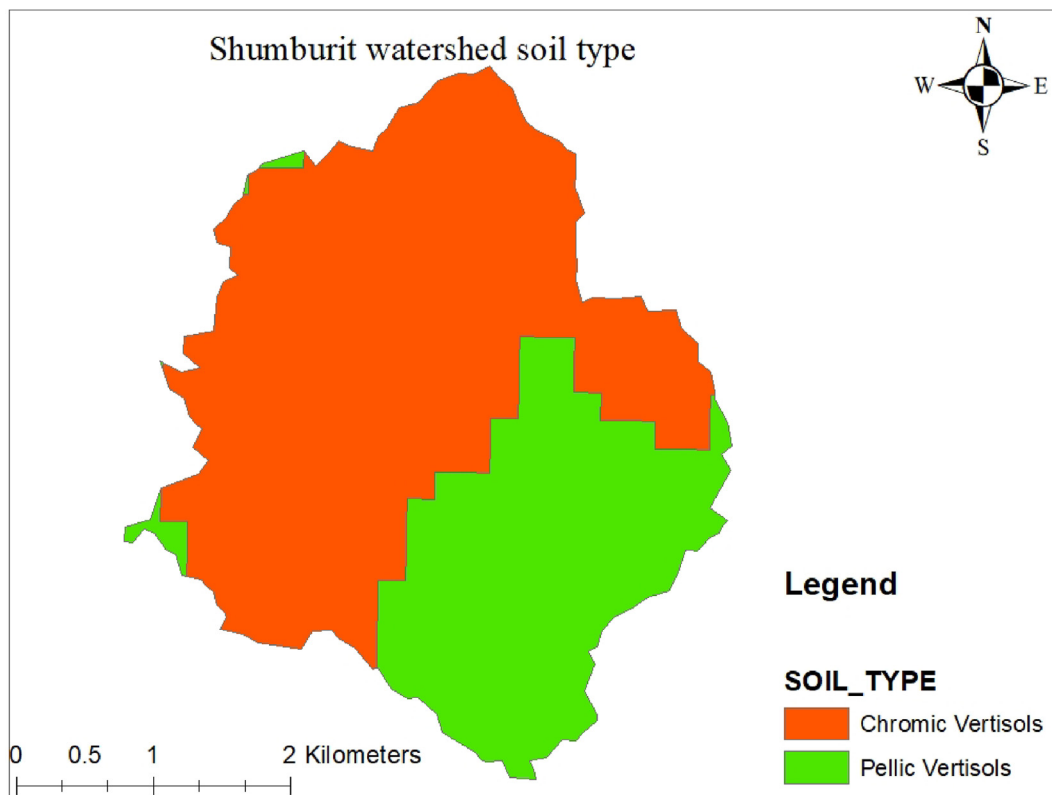 Shumburit watershed soil type
N
W E
S
Legend
SOIL_TYPE
Chromic Vertisols
Pellic Vertisols
0 0.5 1 2 Kilometers